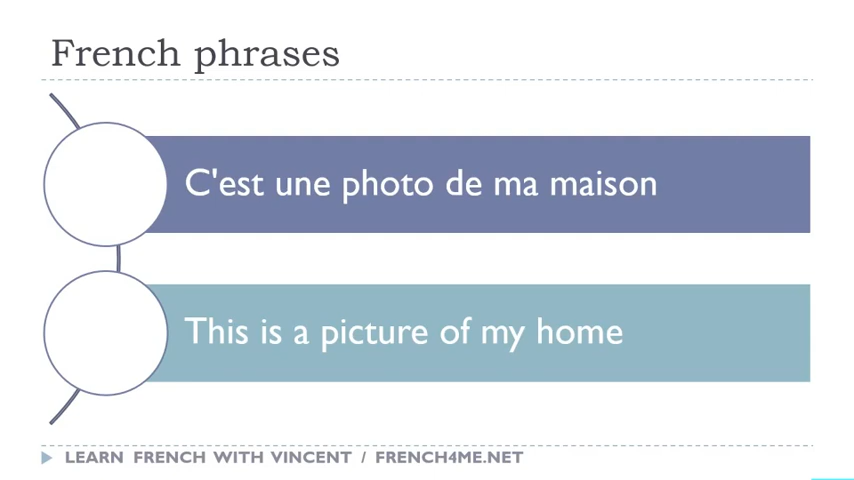 French phrases
C'est une photo de ma maison
This is a picture of my home
LEARN FRENCH WITH VINCENT / FRENCH4ME.NET